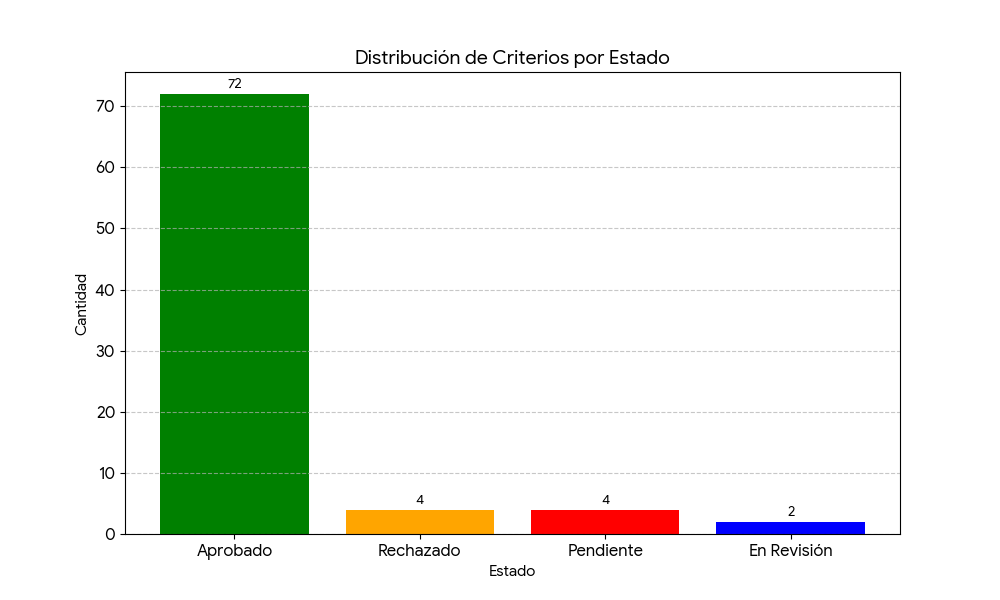 Distribución de Criterios por Estado
72
70
60
50
40
30
20
10
0
4
4
2
Cantidad
Aprobado
Rechazado
Pendiente
En Revisión
Estado